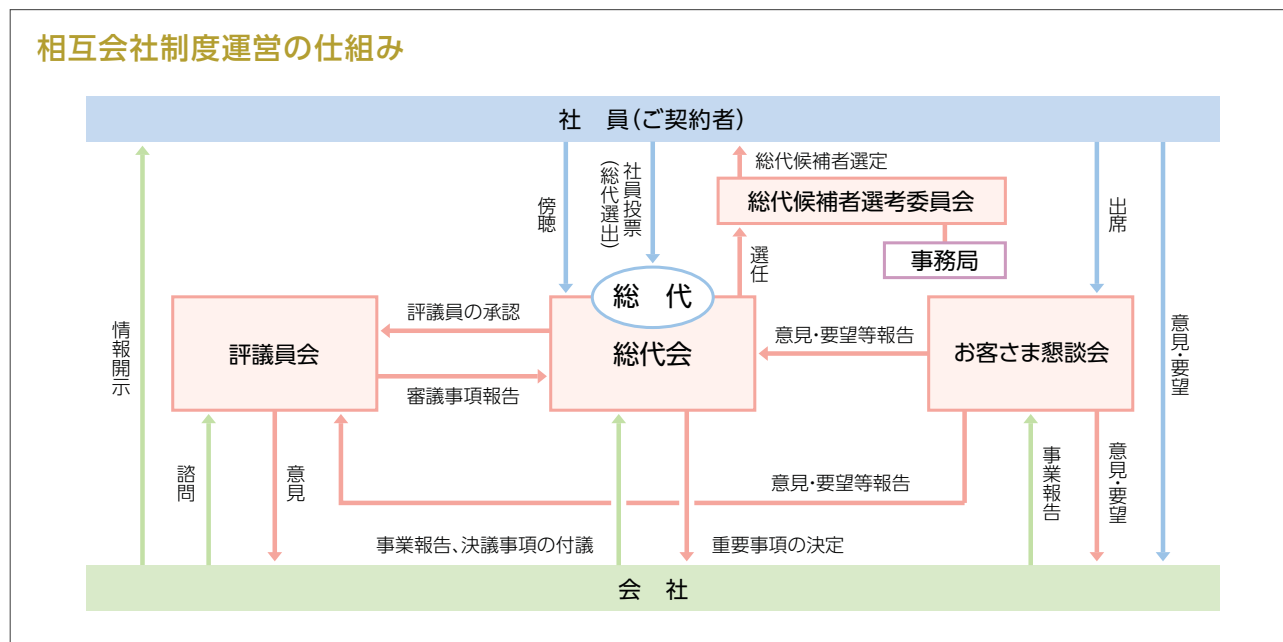 相互会社制度運営の仕組み
社　員(ご契約者)
総代候補者選定
総代候補者選考委員会
事務局
傍聴
社員投票
(総代選出)
選任
出席
総　代
評議員の承認
意見・要望等報告
情報開示
評議員会
総代会
お客さま懇談会
意見・要望
審議事項報告
諮問
意見
意見・要望等報告
事業報告
意見・要望
事業報告、決議事項の付議
重要事項の決定
会　社